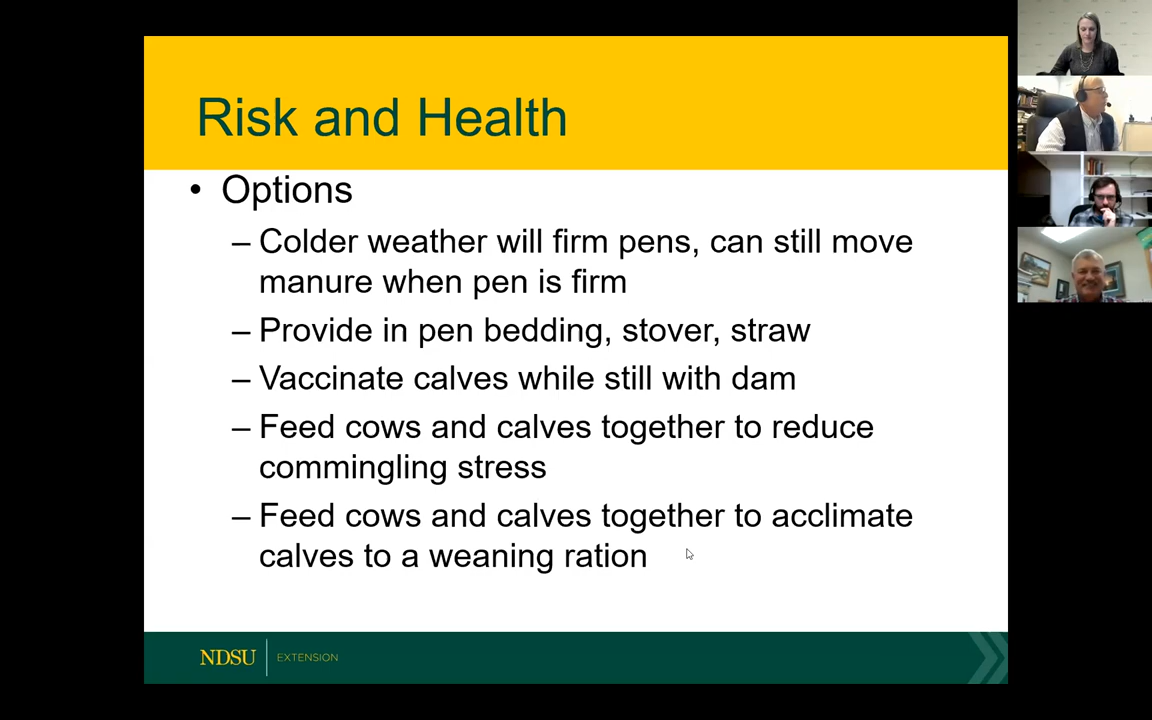 Risk and Health
• Options
– Colder weather will firm pens, can still move
manure when pen is firm
– Provide in pen bedding, stover, straw
– Vaccinate calves while still with dam
– Feed cows and calves together to reduce
commingling stress
– Feed cows and calves together to acclimate
calves to a weaning ration
NDSU EXTENSION